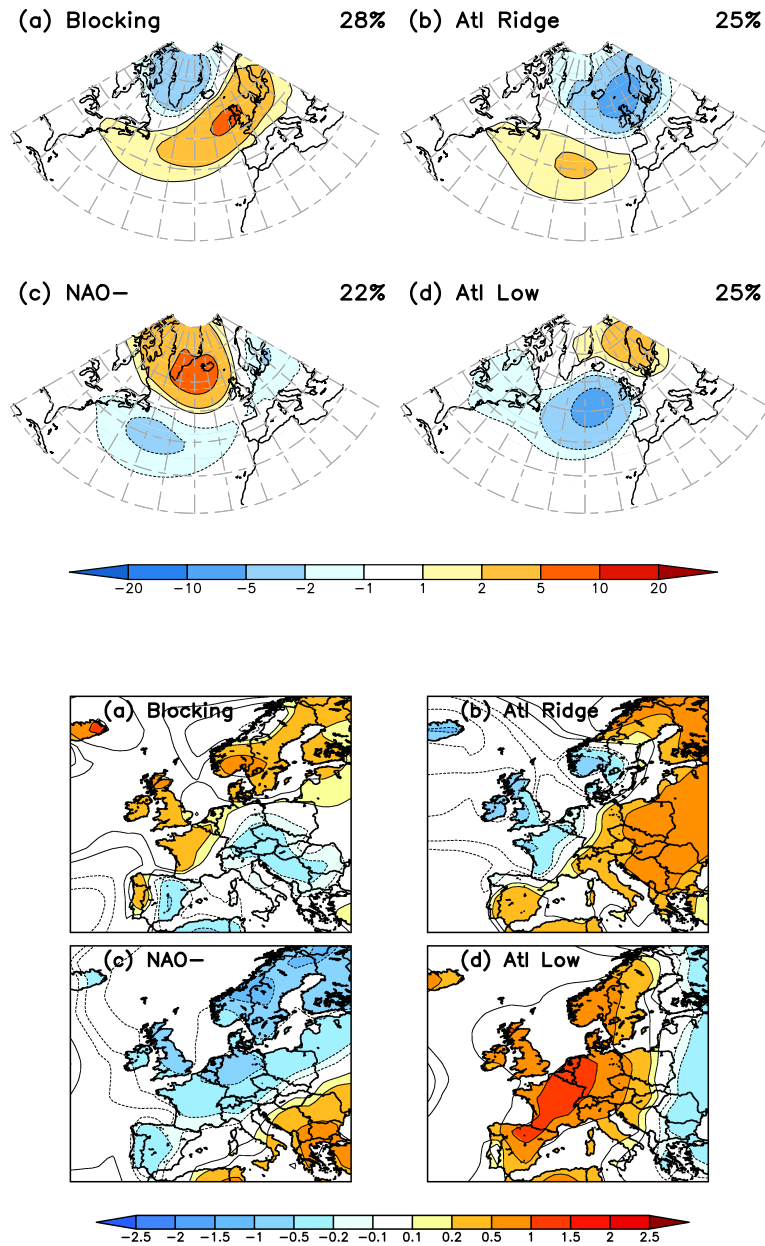 (a) Blocking 28% (b) Atl Ridge 25%
(c) NAO− 22% (d) Atl Low 25%
−20 −10 −5 −2 −1 1 2 5 10 20
(a) Blocking (b) Atl Ridge
(c) NAO− (d) Atl Low
−2.5 −2 −1.5 −1 −0.5 −0.2 −0.1 0.1 0.2 0.5 1 1.5 2 2.5